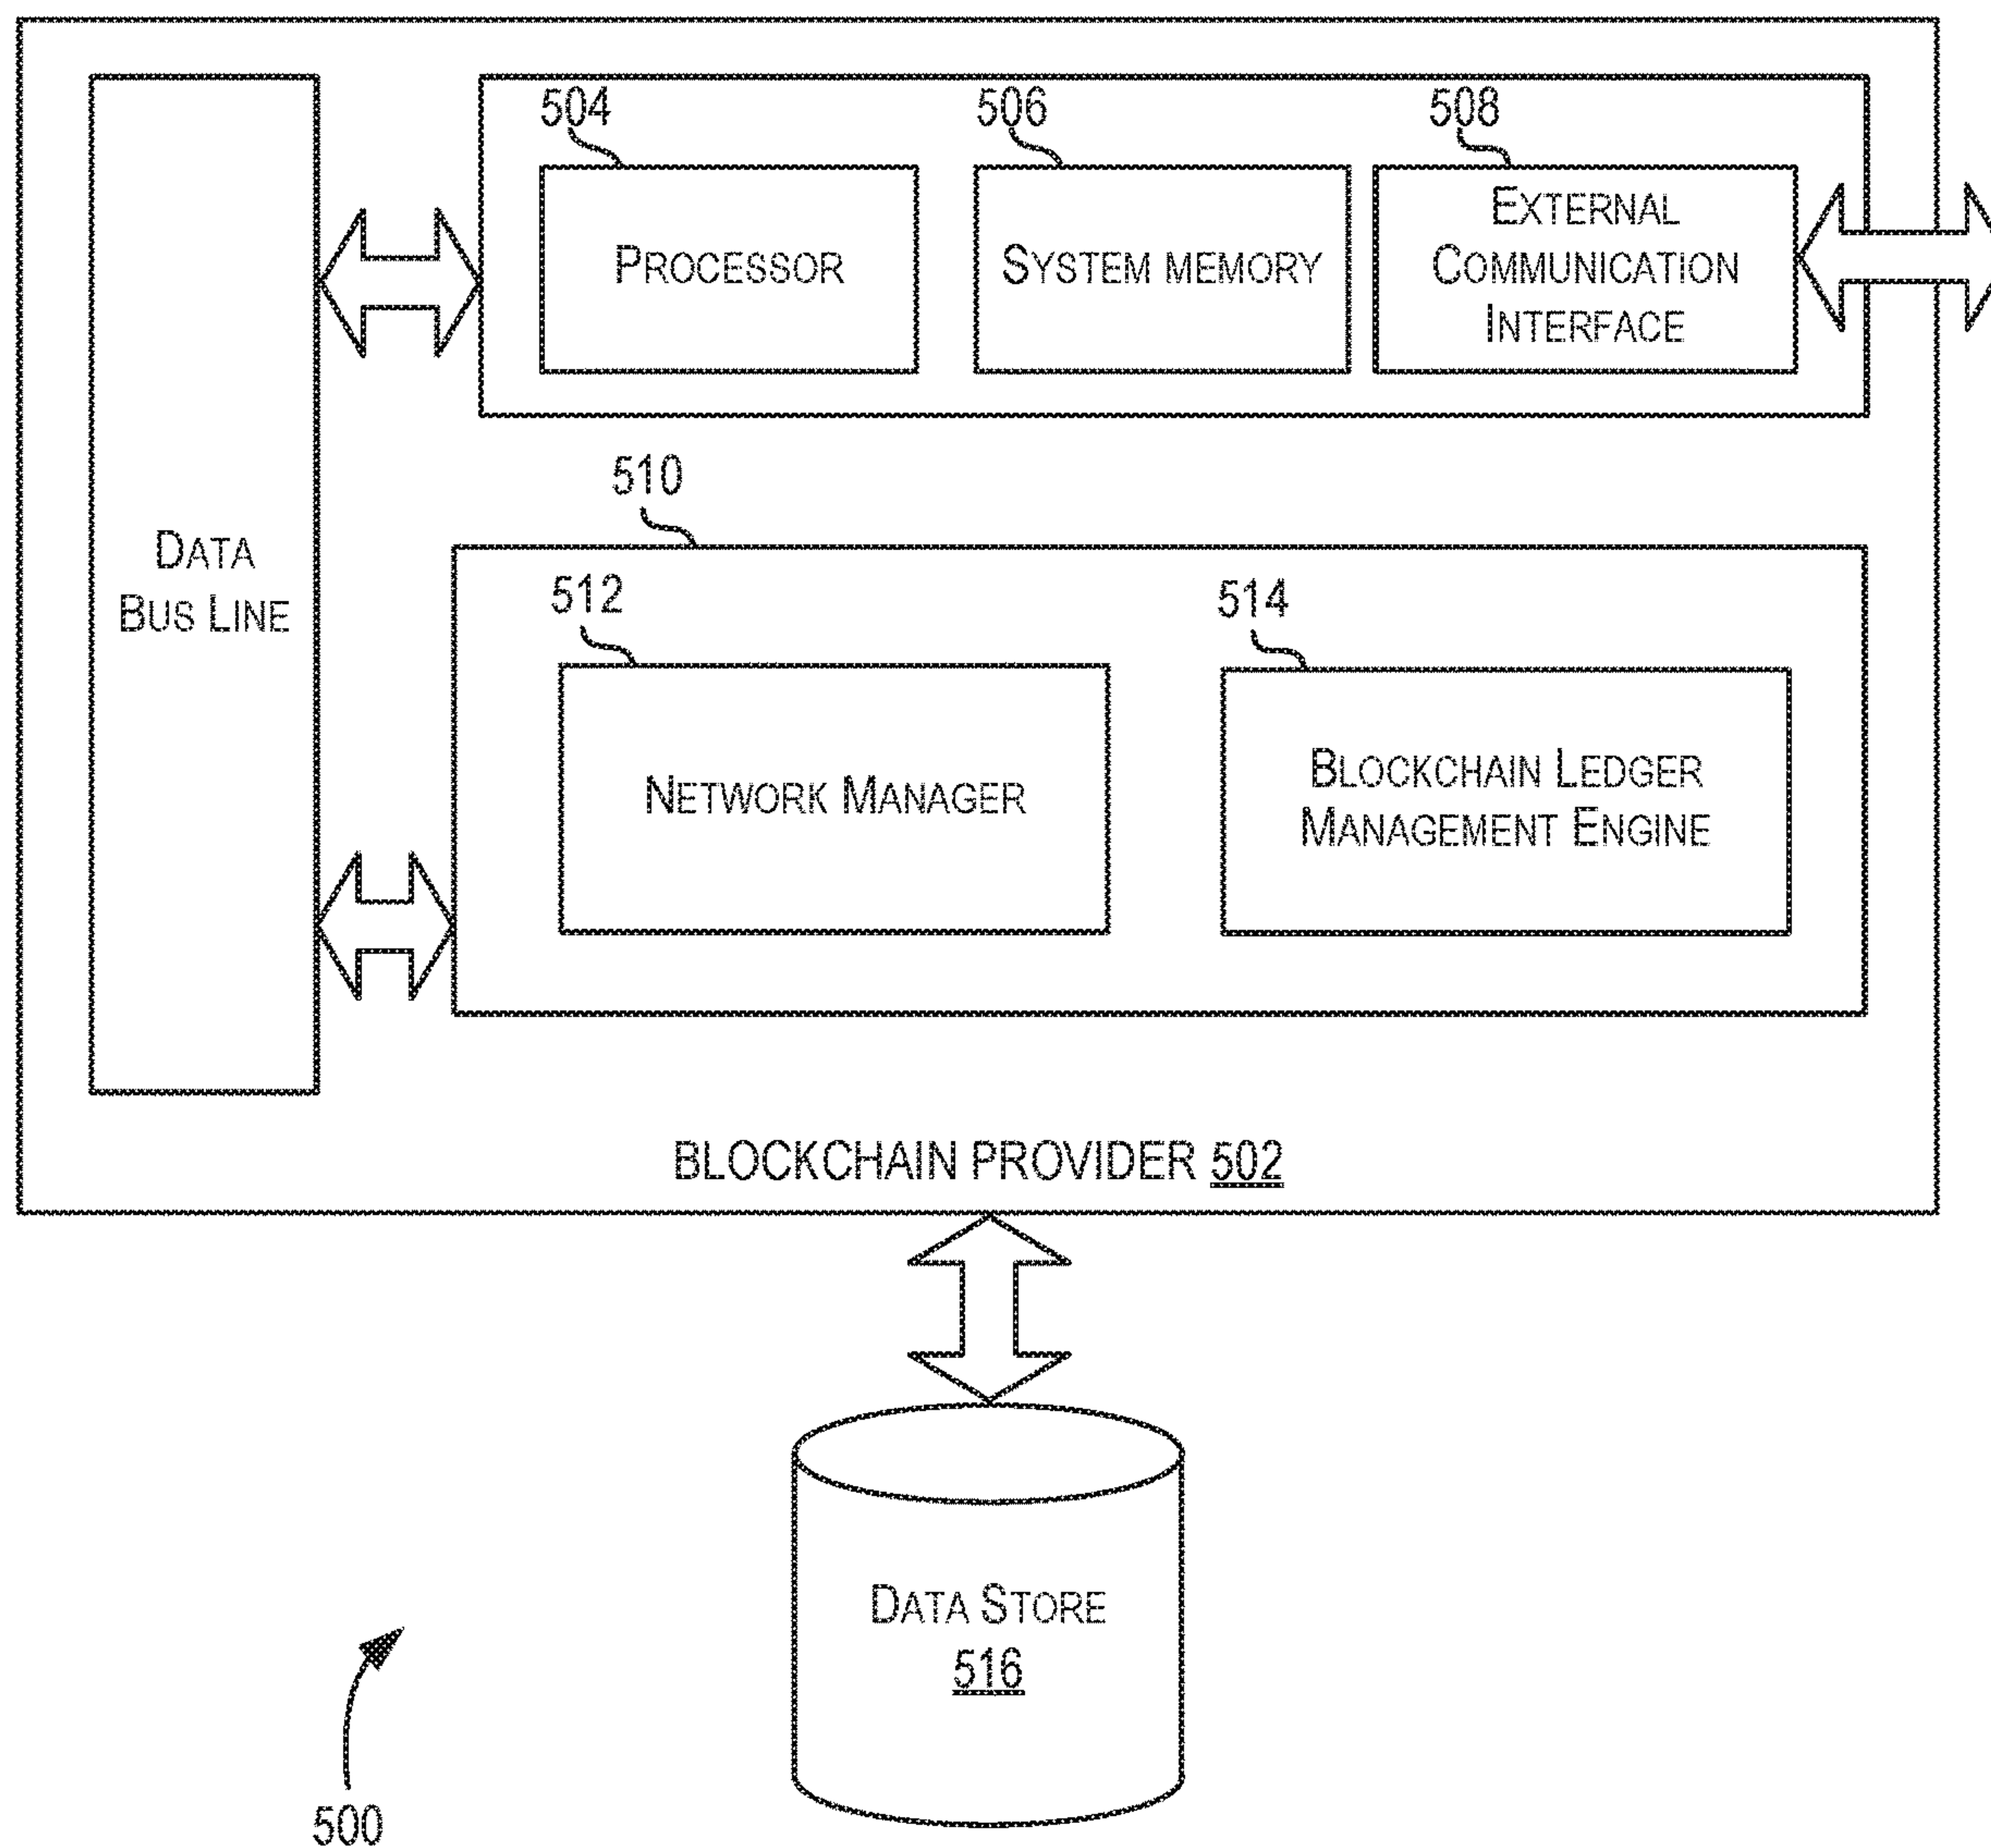 504
506
508
PROCESSOR
SYSTEM MEMORY
EXTERNAL
COMMUNICATION
INTERFACE
510
DATA
BUS LINE
512
514
NETWORK MANAGER
BLOCKCHAIN LEDGER
MANAGEMENT ENGINE
BLOCKCHAIN PROVIDER 502
DATA STORE
516
500